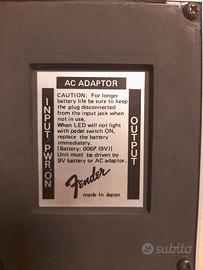 AC ADAPTOR
INPUT PWR.ON
CAUTION: For longer
battery life be sure to keep
the plug disconnected
from the input jack when
not in use.
When LED will not light
with pedal switch ON,
replace the battery
immediately.
[Battery: 006P (9V)]
Unit must be driven by
9V battery or AC adaptor.
OUTPUT
Fender
made in Japan
subito